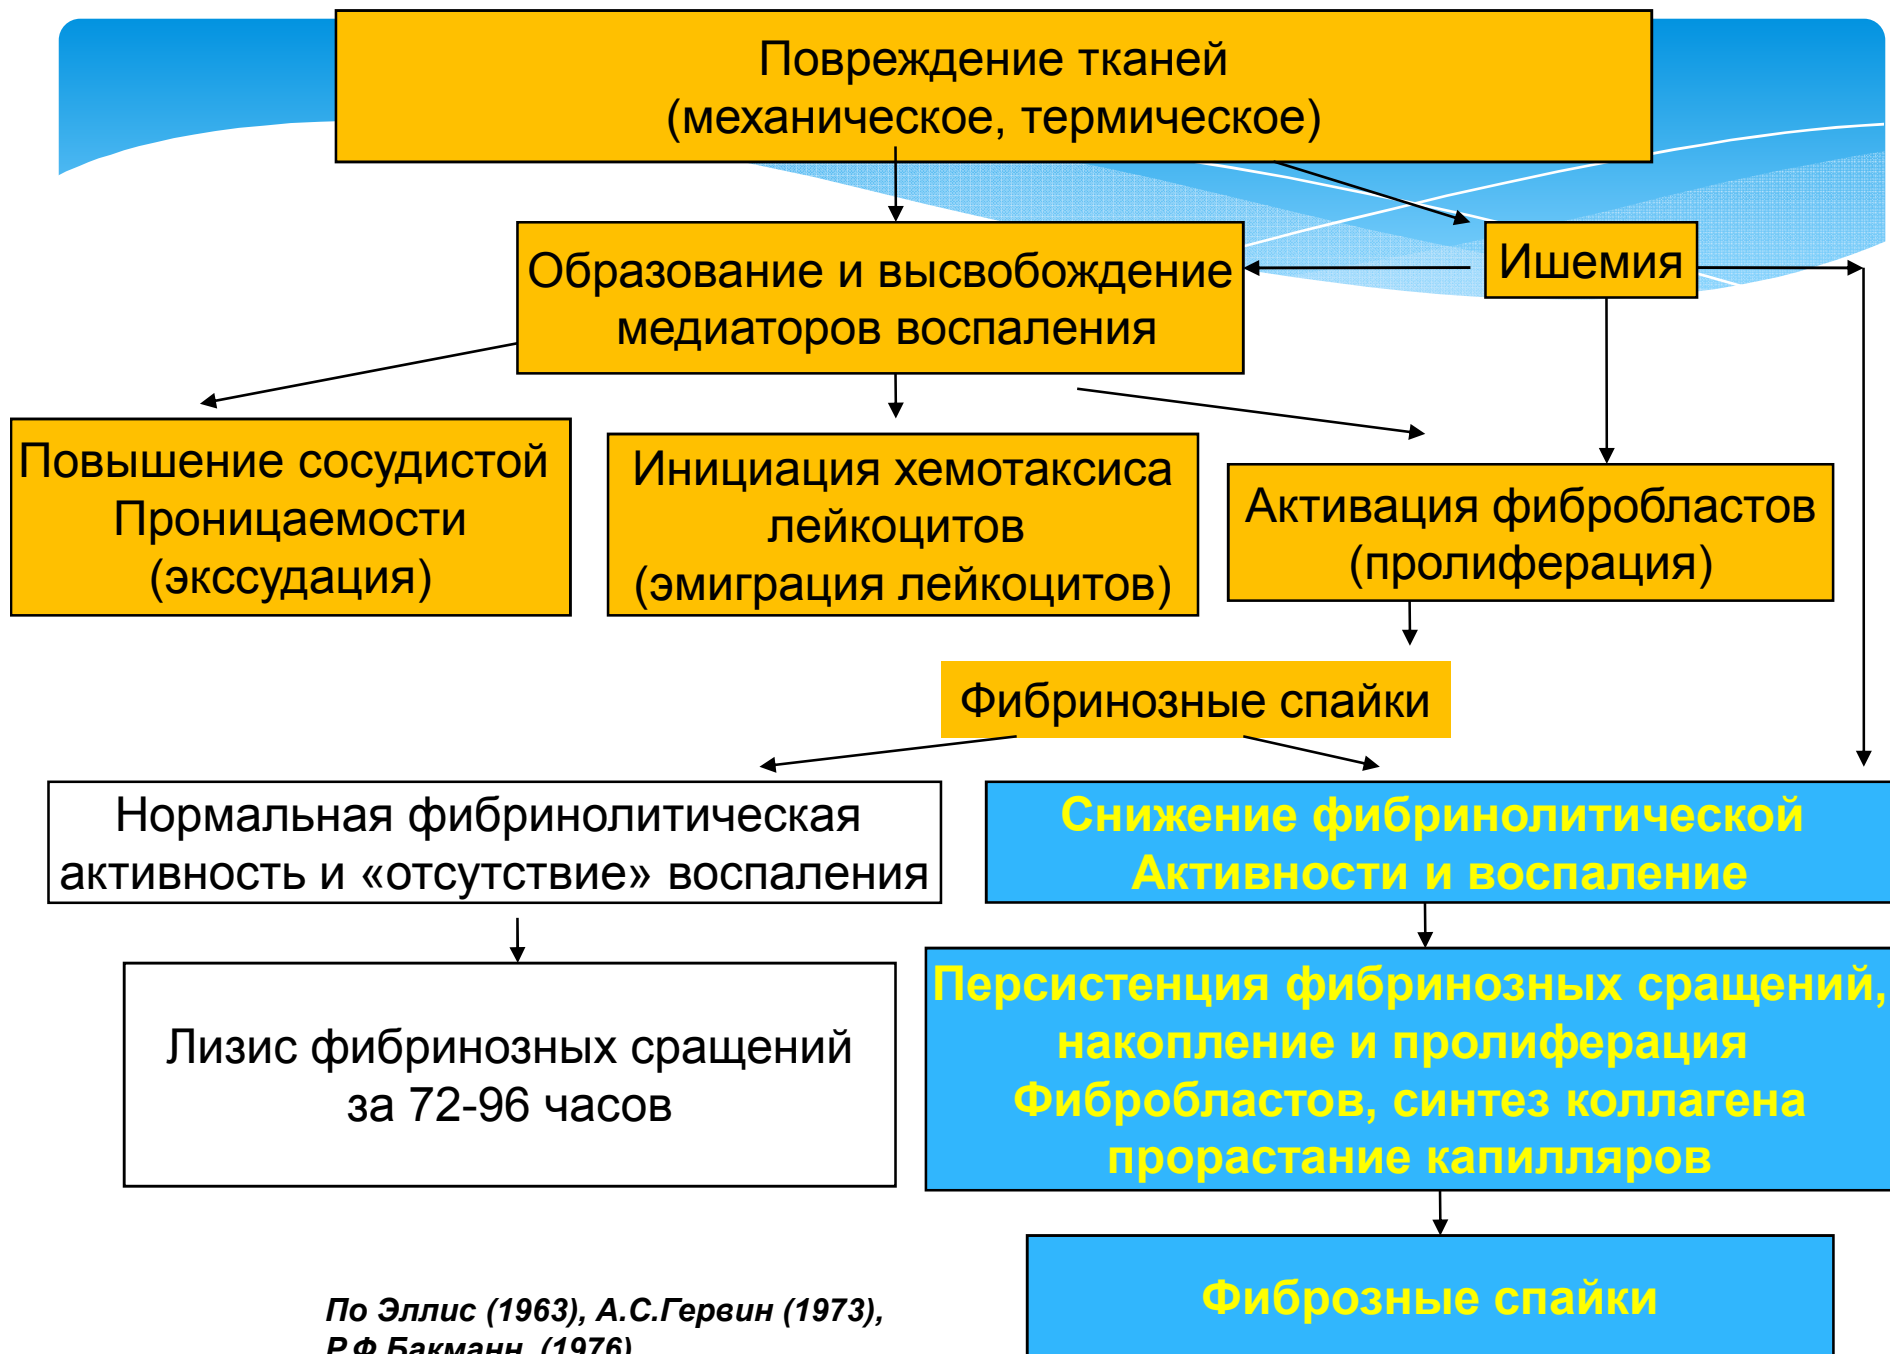 Повреждение тканей
(механическое, термическое)
Образование и высвобождение
медиаторов воспаления
Ишемия
Повышение сосудистой
Проницаемости
(экссудация)
Инициация хемотаксиса
лейкоцитов
(эмиграция лейкоцитов)
Активация фибробластов
(пролиферация)
Фибринозные спайки
Нормальная фибринолитическая
активность и «отсутствие» воспаления
Снижение фибринолитической
Активности и воспаление
Лизис фибринозных сращений
за 72-96 часов
Персистенция фибринозных сращений,
накопление и пролиферация
Фибробластов, синтез коллагена
прорастание капилляров
Фиброзные спайки
По Эллис (1963), А.С.Гервин (1973),
Р.Ф.Бакманн, (1976)